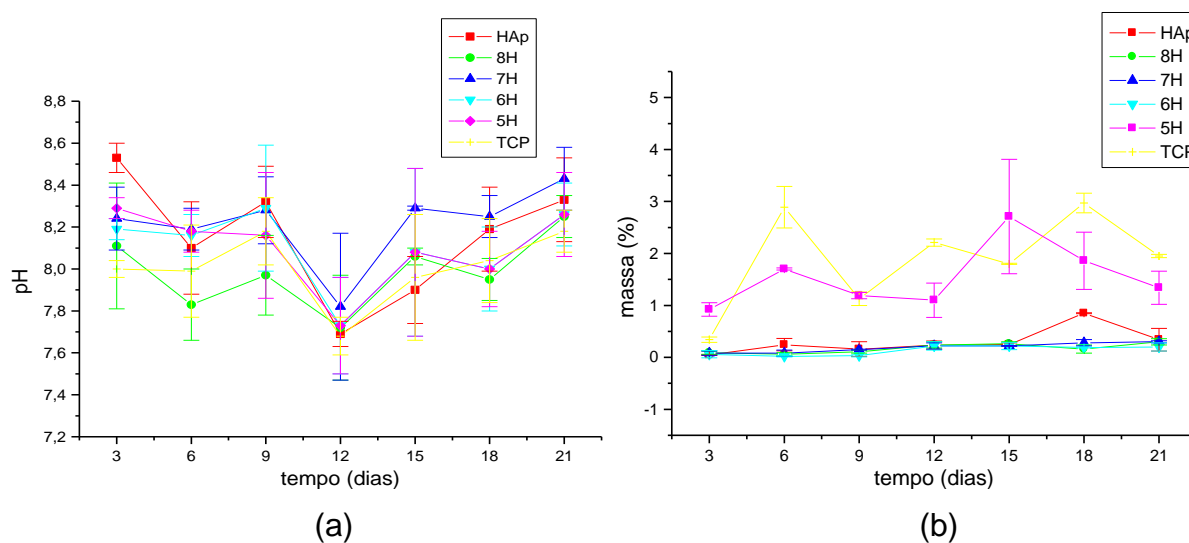 HAp
8H
7H
6H
5H
TCP
8,8
8,6
8,4
8,2
8,0
7,8
7,6
7,4
7,2
pH
3 6 9 12 15 18 21
tempo (dias)
(a)
HAp
8H
7H
6H
5H
TCP
5
4
3
2
1
0
-1
massa (%)
3 6 9 12 15 18 21
tempo (dias)
(b)